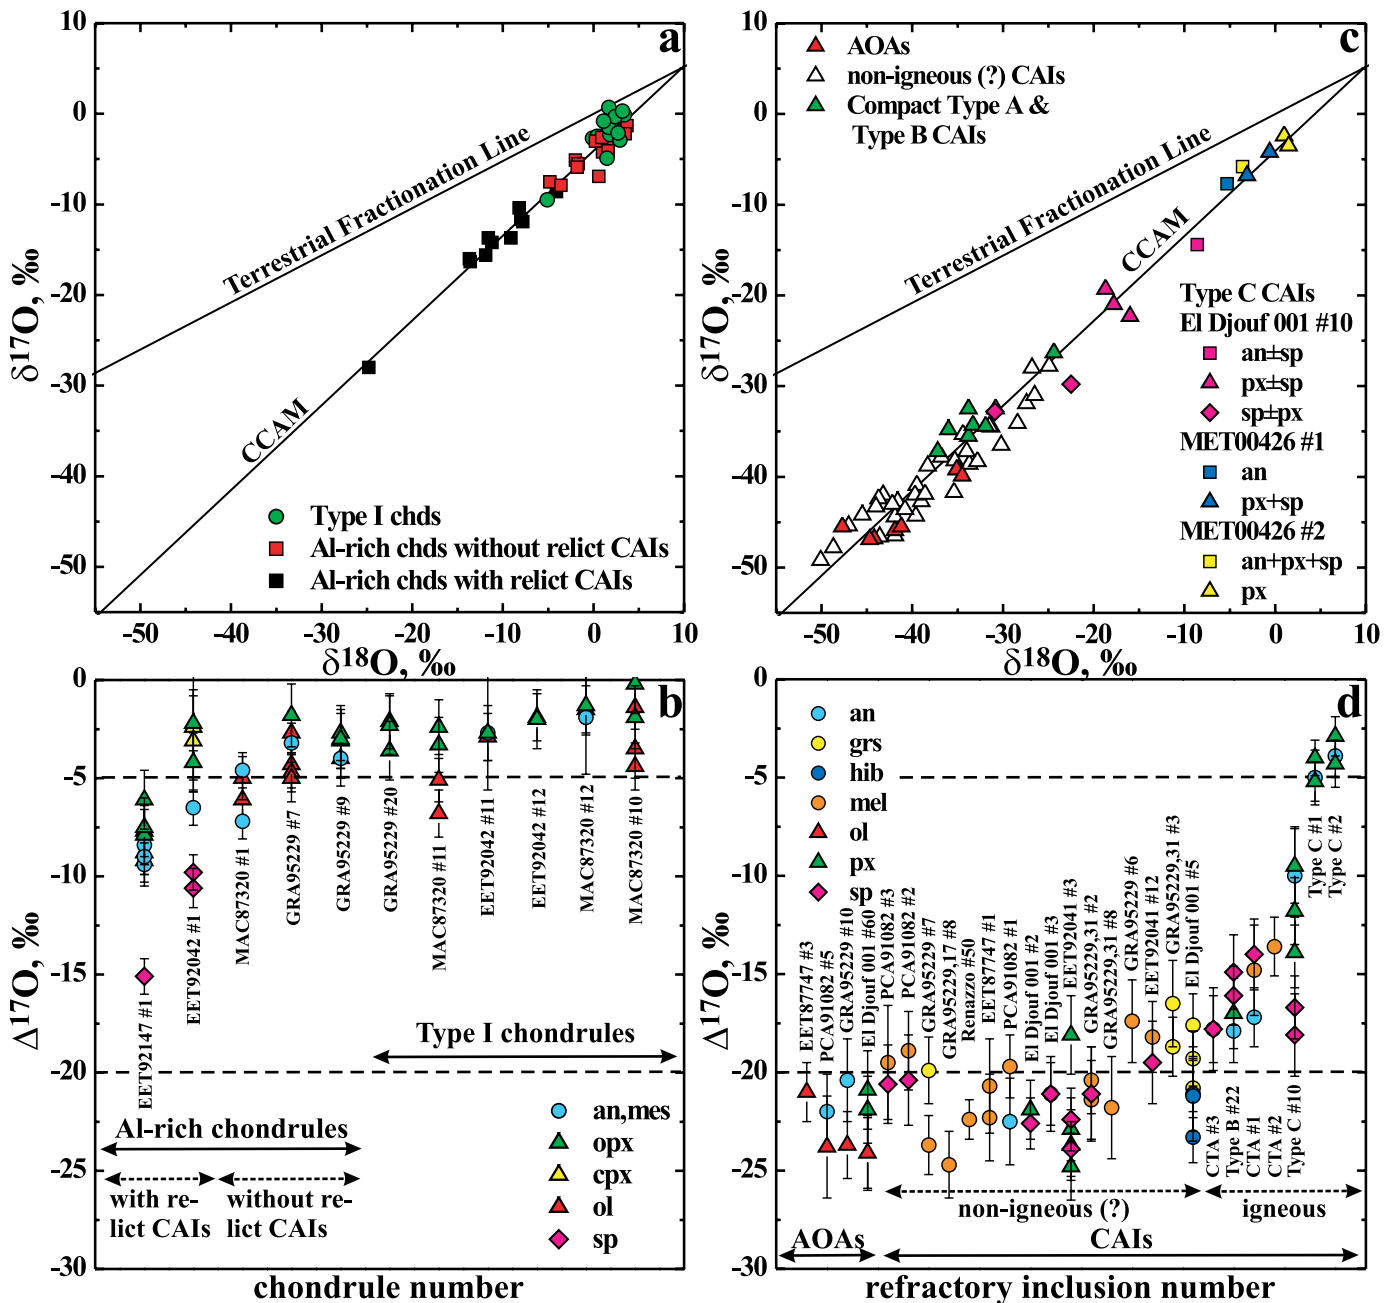 a
10
0
-10
-20
-30
-40
-50
δ17O, ‰
Terrestrial Fractionation Line
CCAM
Type I chds
Al-rich chds without relict CAIs
Al-rich chds with relict CAIs
-50 -40 -30 -20 -10 0 10
δ18O, ‰
c
10
0
-10
-20
-30
-40
-50
δ17O, ‰
AOAs
non-igneous (?) CAIs
Compact Type A &
Type B CAIs
Terrestrial Fractionation Line
CCAM
Type C CAIs
El Djouf 001 #10
an±sp
px±sp
sp±px
MET00426 #1
an
px+sp
MET00426 #2
an+px+sp
px
-50 -40 -30 -20 -10 0 10
δ18O, ‰
b
0
-5
-10
-15
-20
-25
-30
Δ17O, ‰
EET92147 #1
EET92042 #1
MAC87320 #1
GRA95229 #7
GRA95229 #9
GRA95229 #20
MAC87320 #11
EET92042 #11
EET92042 #12
MAC87320 #12
MAC87320 #10
Type I chondrules
Al-rich chondrules
with re-
lict CAIs
without re-
lict CAIs
an,mes
opx
cpx
ol
sp
chondrule number
d
0
-5
-10
-15
-20
-25
-30
Δ17O, ‰
an
grs
hib
mel
ol
px
sp
EET87747 #3
PCA91082 #5
GRA95229 #10
El Djouf 001 #60
PCA91082 #3
PCA91082 #2
GRA95229 #7
GRA95229,17 #8
Renazzo #50
EET87747 #1
PCA91082 #1
El Djouf 001 #2
El Djouf 001 #3
EET92041 #3
GRA95229,31 #2
GRA95229,31 #8
GRA95229 #6
EET92041 #12
GRA95229,31 #3
El Djouf 001 #5
CTA #3
Type B #22
CTA #1
CTA #2
Type C #10
Type C #1
Type C #2
non-igneous (?)
igneous
AOAs
CAIs
refractory inclusion number